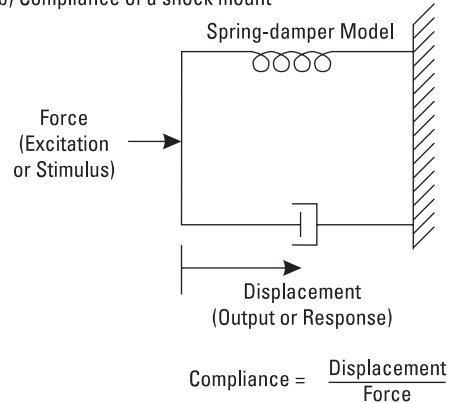 b) Compliance of a shock mount
Spring-damper Model
Force
(Excitation
or Stimulus)
Displacement
(Output or Response)
Compliance = Displacement
Force